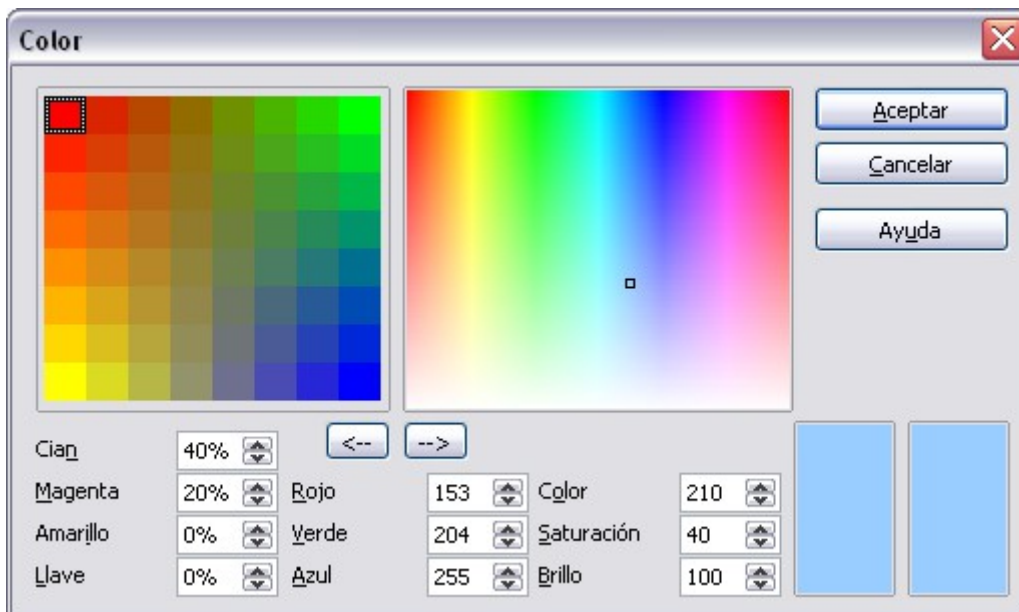 Color
Aceptar
Cancelar
Ayuda
<-- -->
Cian 40%
Magenta 20% Rojo 153 Color 210
Amarillo 0% Verde 204 Saturación 40
Llave 0% Azul 255 Brillo 100